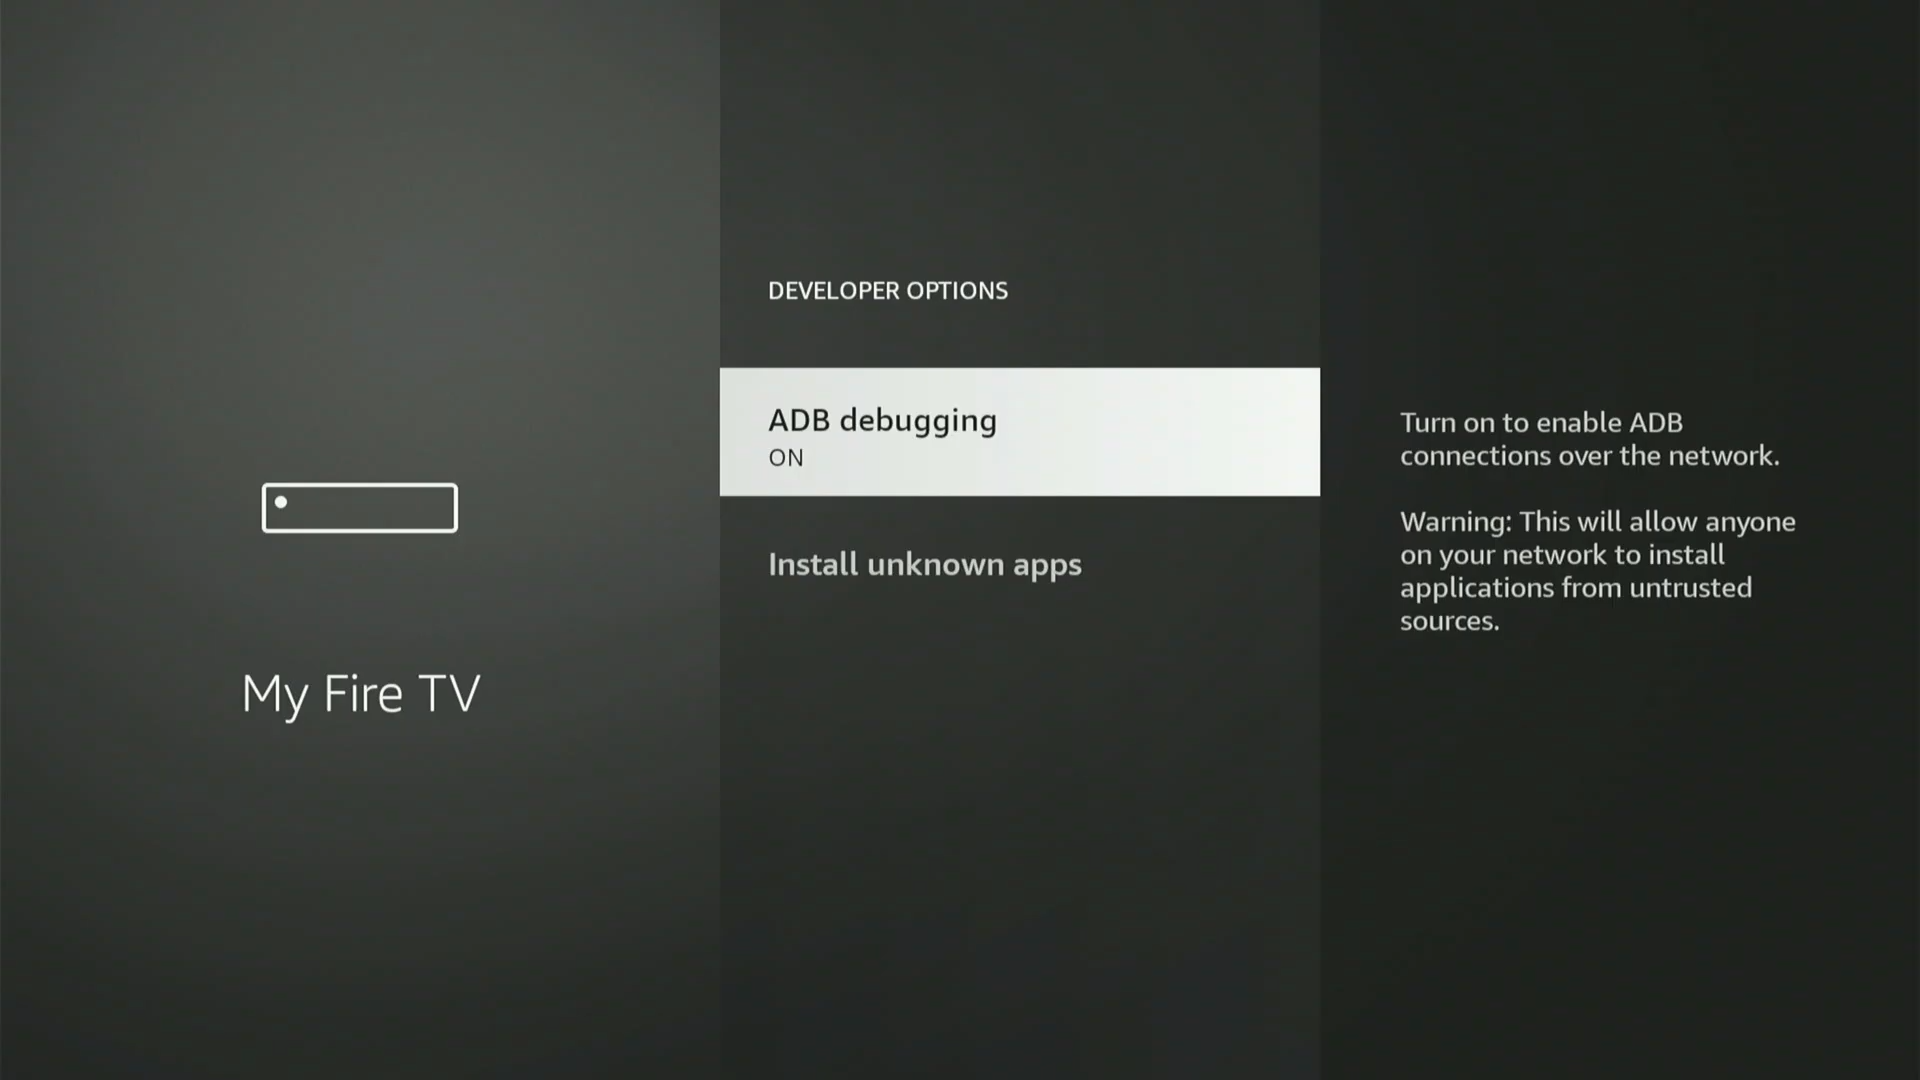 DEVELOPER OPTIONS
ADB debugging
ON
Install unknown apps
My Fire TV
Turn on to enable ADB
connections over the network.
Warning: This will allow anyone
on your network to install
applications from untrusted
sources.